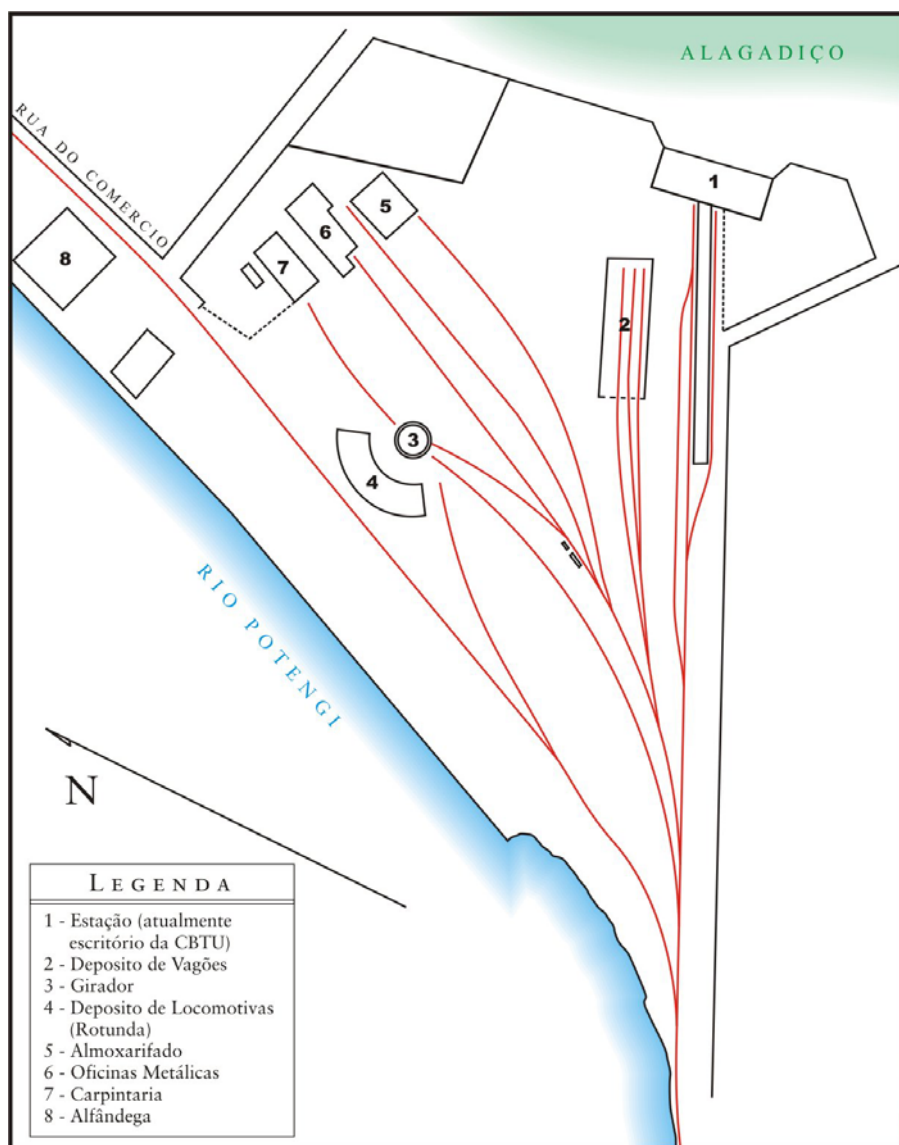 ALAGADIÇO
RUA DO COMERCIO
1
5
6
8
7
2
3
4
RIO POTENGI
N
LEGENDA
1 - Estação (atualmente
escritório da CBTU)
2 - Deposito de Vagões
3 - Girador
4 - Deposito de Locomotivas
(Rotunda)
5 - Almoxarifado
6 - Oficinas Metálicas
7 - Carpintaria
8 - Alfândega